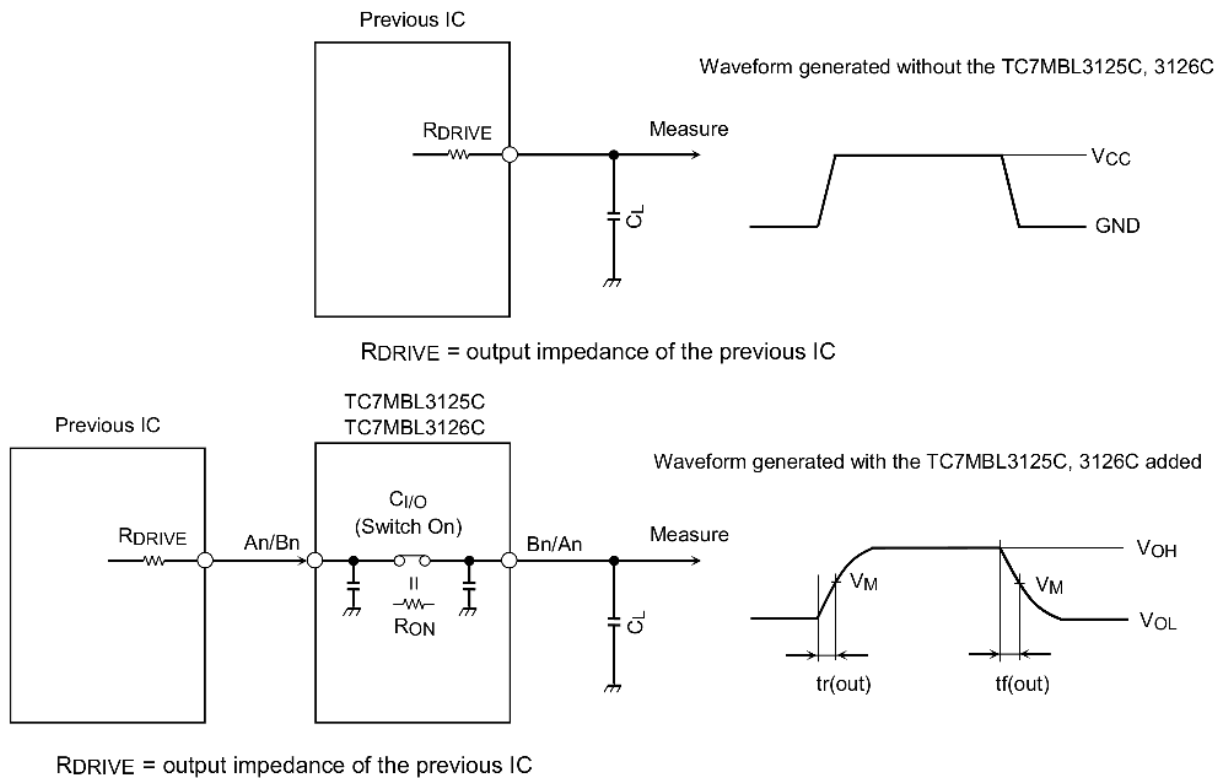 Previous IC
Waveform generated without the TC7MBL3125C, 3126C
RDRIVE
Measure
VCC
CL
GND
RDRIVE = output impedance of the previous IC
TC7MBL3125C
TC7MBL3126C
Previous IC
Waveform generated with the TC7MBL3125C, 3126C added
CI/O
(Switch On)
RDRIVE
An/Bn
Bn/An
Measure
VOH
VM
VM
RON
CL
VOL
tr(out)
tf(out)
RDRIVE = output impedance of the previous IC